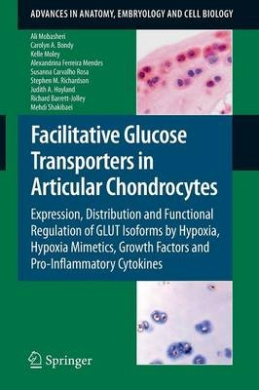 ADVANCES IN ANATOMY, EMBRYOLOGY AND CELL BIOLOGY
Ali Mobasheri
Carolyn A. Bondy
Kelle Moley
Alexandrina Ferreira Mendes
Susana Carvalho Rosa
Stephen M. Richardson
Judith A. Hoyland
Richard Barrett-Jolley
Mehdi Shakibaei
Facilitative Glucose
Transporters in
Articular Chondrocytes
Expression, Distribution and Functional
Regulation of GLUT Isoforms by Hypoxia,
Hypoxia Mimetics, Growth Factors and
Pro-Inflammatory Cytokines
Springer